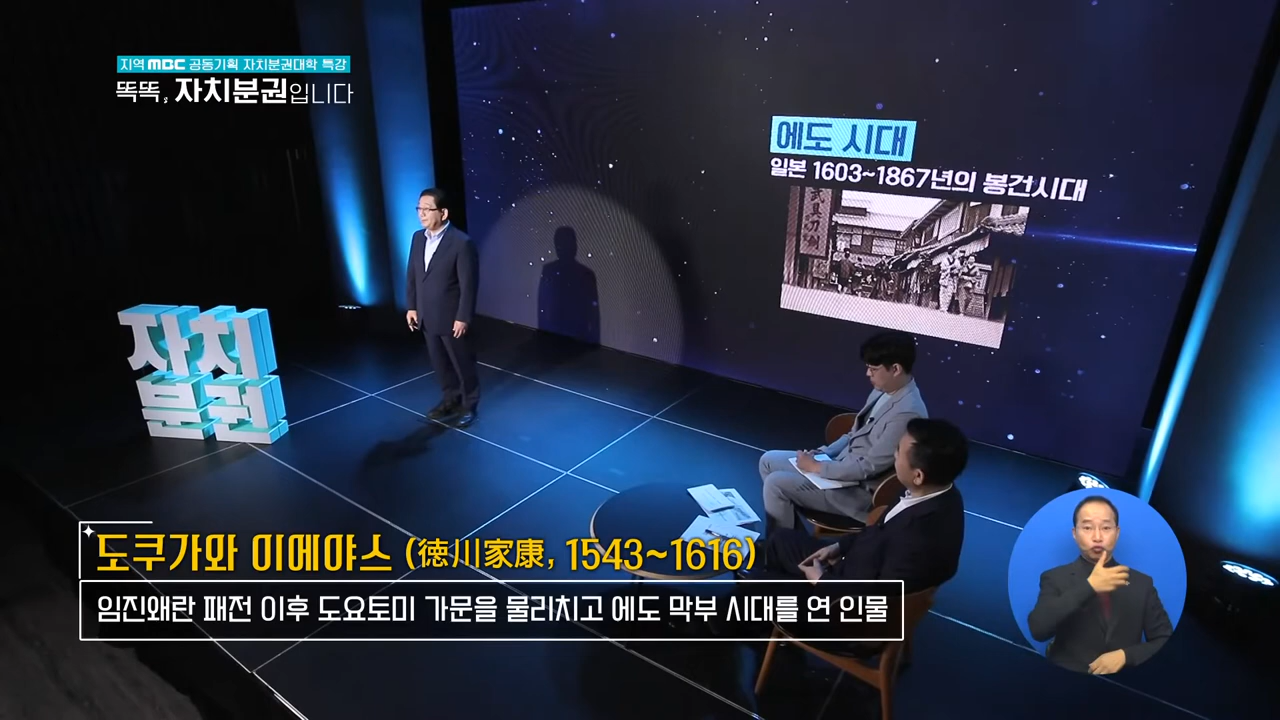 지역 MBC 공동기획 자치분권대학 특강
똑똑, 자치분권입니다
에도 시대
일본 1603~1867년의 봉건시대
武具刀劍
자치
분권
도쿠가와 이에야스 (徳川家康, 1543~1616)
임진왜란 패전 이후 도요토미 가문을 물리치고 에도 막부 시대를 연 인물